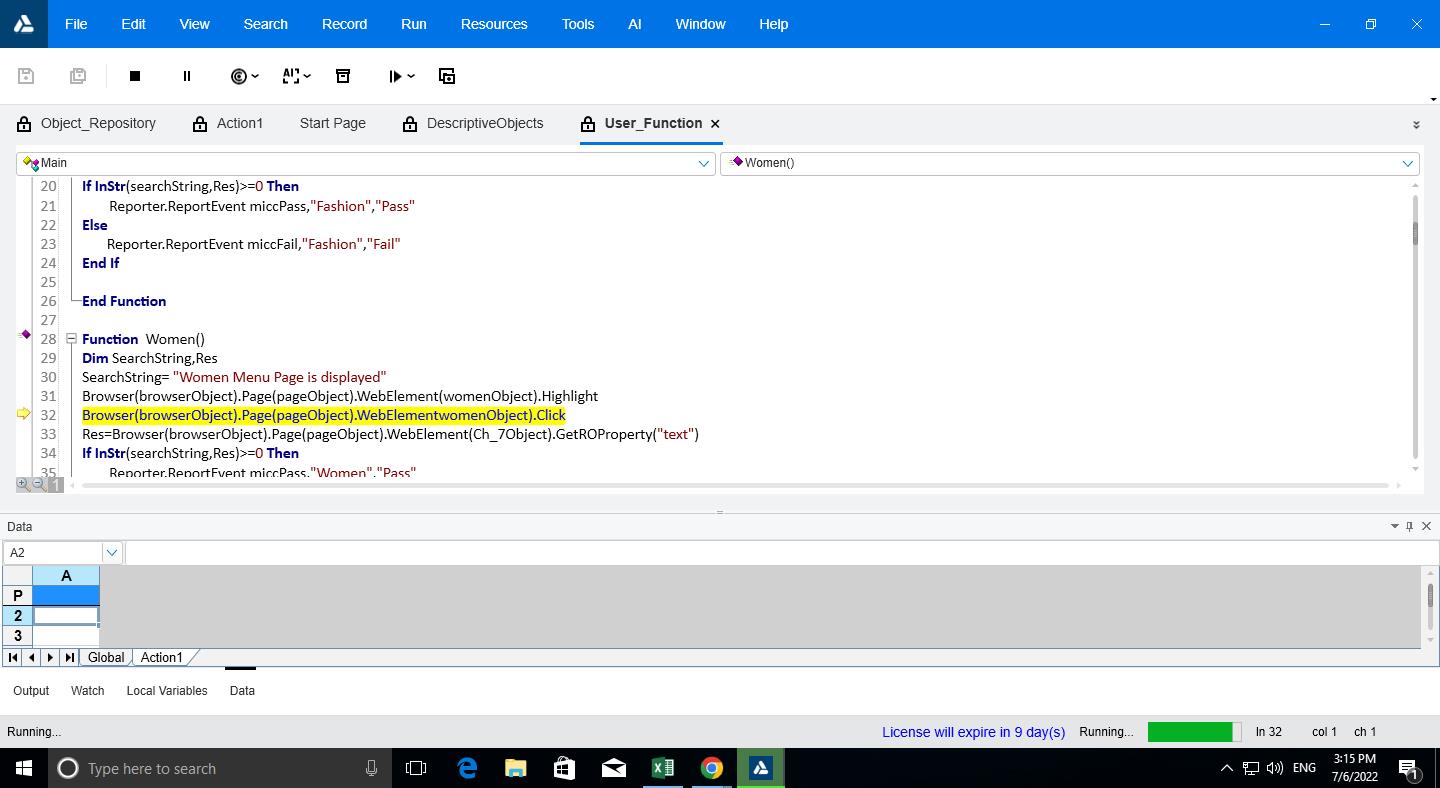 File Edit View Search Record Run Resources Tools AI Window Help
AI
Object_Repository Action1 Start Page DescriptiveObjects User_Function
Main Women()
20 If InStr(searchString,Res)>=0 Then
21 Reporter.ReportEvent miccPass,"Fashion","Pass"
22 Else
23 Reporter.ReportEvent miccFail,"Fashion","Fail"
24 End If
25
26 End Function
27
28 Function Women()
29 Dim SearchString,Res
30 SearchString= "Women Menu Page is displayed"
31 Browser(browserObject).Page(pageObject).WebElement(womenObject).Highlight
32 Browser(browserObject).Page(pageObject).WebElementwomenObject).Click
33 Res=Browser(browserObject).Page(pageObject).WebElement(Ch_7Object).GetROProperty("text")
34 If InStr(searchString,Res)>=0 Then
35 Reporter.ReportEvent miccPass,"Women","Pass"
1
Data
A2
A
P
2
3
Global Action1
Output Watch Local Variables Data
Running... License will expire in 9 day(s) Running... ln 32 col 1 ch 1
Type here to search ENG 3:15 PM
7/6/2022 1